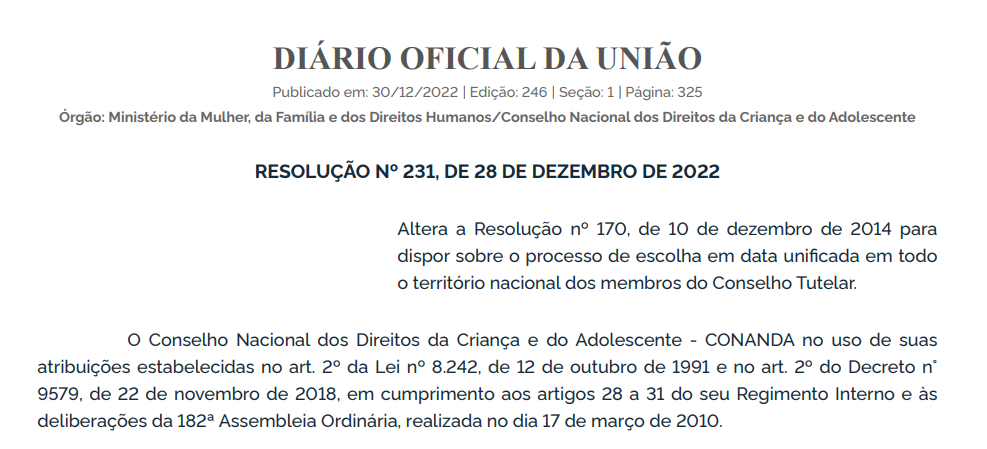 DIÁRIO OFICIAL DA UNIÃO
Publicado em: 30/12/2022 | Edição: 246 | Seção: 1 | Página: 325
Órgão: Ministério da Mulher, da Família e dos Direitos Humanos/Conselho Nacional dos Direitos da Criança e do Adolescente
RESOLUÇÃO Nº 231, DE 28 DE DEZEMBRO DE 2022
Altera a Resolução nº 170, de 10 de dezembro de 2014 para
dispor sobre o processo de escolha em data unificada em todo
o território nacional dos membros do Conselho Tutelar.
O Conselho Nacional dos Direitos da Criança e do Adolescente - CONANDA no uso de suas
atribuições estabelecidas no art. 2º da Lei nº 8.242, de 12 de outubro de 1991 e no art. 2º do Decreto n°
9579, de 22 de novembro de 2018, em cumprimento aos artigos 28 a 31 do seu Regimento Interno e às
deliberações da 182ª Assembleia Ordinária, realizada no dia 17 de março de 2010.